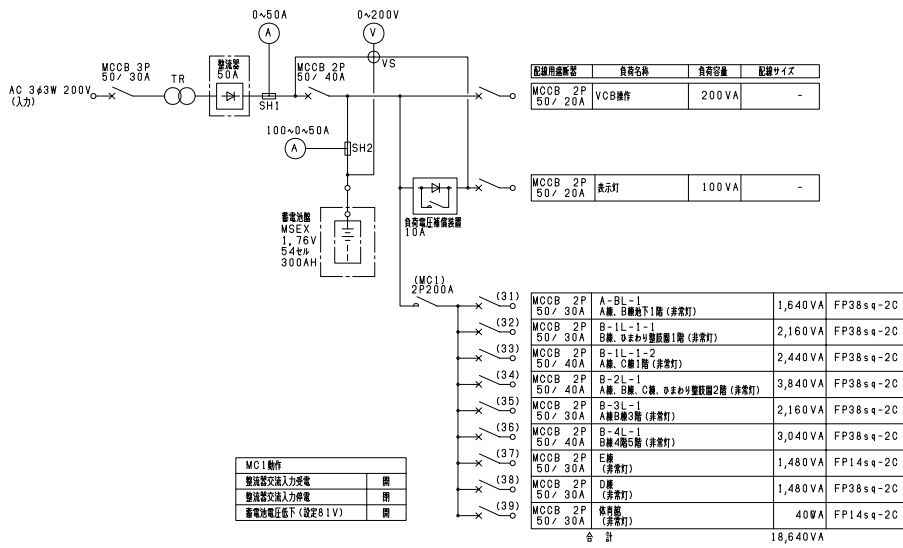 0~50A
A
0~200V
V
VS
MCCB 3P
50/ 30A
TR
整流器
50A
MCCB 2P
50/ 40A
AC 3φ3W 200V
(入力)
SH1
100~0~50A
A
SH2
蓄電池盤
MSEX
1,76V
54セル
300AH
負荷電圧補償装置
10A
(MC1)
2P200A
配線用遮断器 負荷名称 負荷容量 配線サイズ
MCCB 2P 50/ 20A VCB操作 200VA -
MCCB 2P 50/ 20A 表示灯 100VA -
(31) MCCB 2P 50/ 30A A-BL-1 1,640VA FP38sq-2C
A棟、B棟地下1階 (非常灯)
(32) MCCB 2P 50/ 30A B-1L-1-1 2,160VA FP38sq-2C
B棟、ひまわり整肢園1階 (非常灯)
(33) MCCB 2P 50/ 40A B-1L-1-2 2,440VA FP38sq-2C
A棟、C棟1階 (非常灯)
(34) MCCB 2P 50/ 40A B-2L-1 3,840VA FP38sq-2C
A棟、B棟、C棟、ひまわり整肢園2階 (非常灯)
(35) MCCB 2P 50/ 30A B-3L-1 2,160VA FP38sq-2C
A棟B棟3階 (非常灯)
(36) MCCB 2P 50/ 40A B-4L-1 3,040VA FP38sq-2C
B棟4階5階 (非常灯)
(37) MCCB 2P 50/ 30A E棟 1,480VA FP14sq-2C
(非常灯)
(38) MCCB 2P 50/ 30A D棟 1,480VA FP38sq-2C
(非常灯)
(39) MCCB 2P 50/ 30A 体育館 FP14sq-2C
(非常灯)
合 計 18,640VA
MC1動作
整流器交流入力受電 開
整流器交流入力停電 閉
蓄電池電圧低下 (設定81V) 開